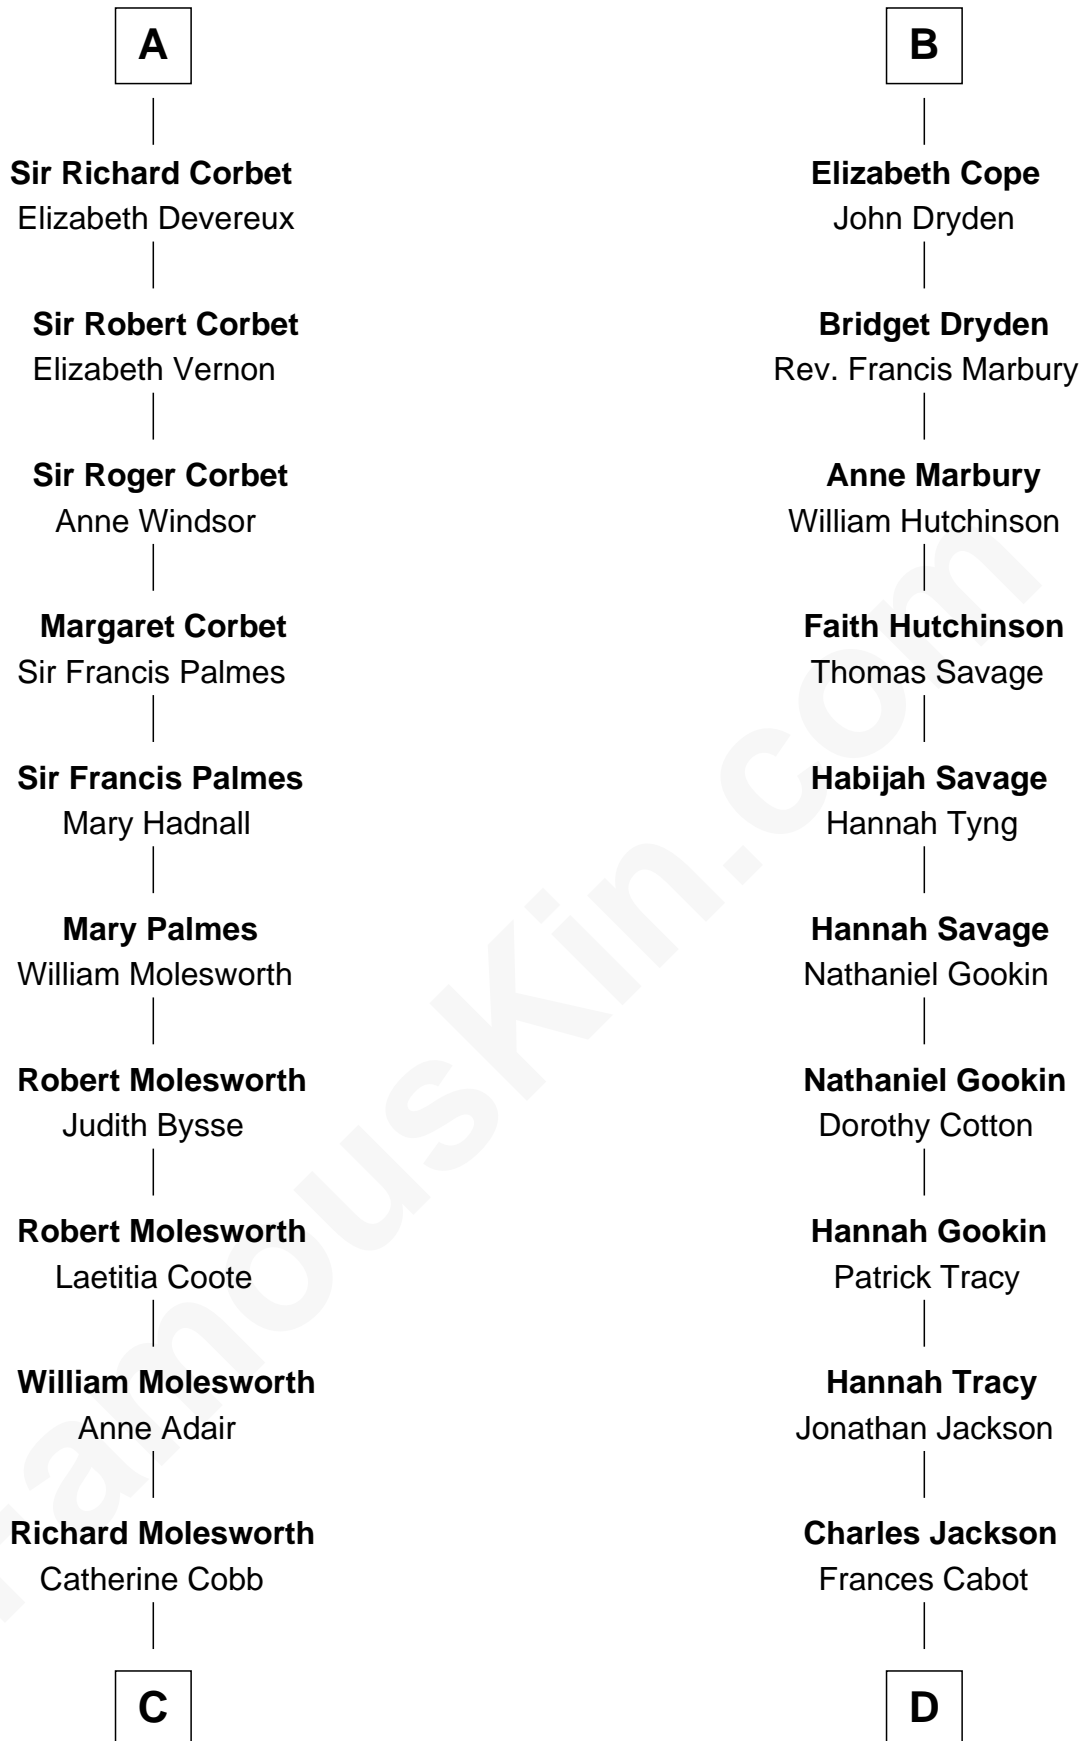 A
Sir Richard Corbet
Elizabeth Devereux
Sir Robert Corbet
Elizabeth Vernon
Sir Roger Corbet
Anne Windsor
Margaret Corbet
Sir Francis Palmes
Sir Francis Palmes
Mary Hadnall
Mary Palmes
William Molesworth
Robert Molesworth
Judith Bysse
Robert Molesworth
Laetitia Coote
William Molesworth
Anne Adair
Richard Molesworth
Catherine Cobb
C
B
Elizabeth Cope
John Dryden
Bridget Dryden
Rev. Francis Marbury
Anne Marbury
William Hutchinson
Faith Hutchinson
Thomas Savage
Habijah Savage
Hannah Tyng
Hannah Savage
Nathaniel Gookin
Nathaniel Gookin
Dorothy Cotton
Hannah Gookin
Patrick Tracy
Hannah Tracy
Jonathan Jackson
Charles Jackson
Frances Cabot
D
FamousKin.com